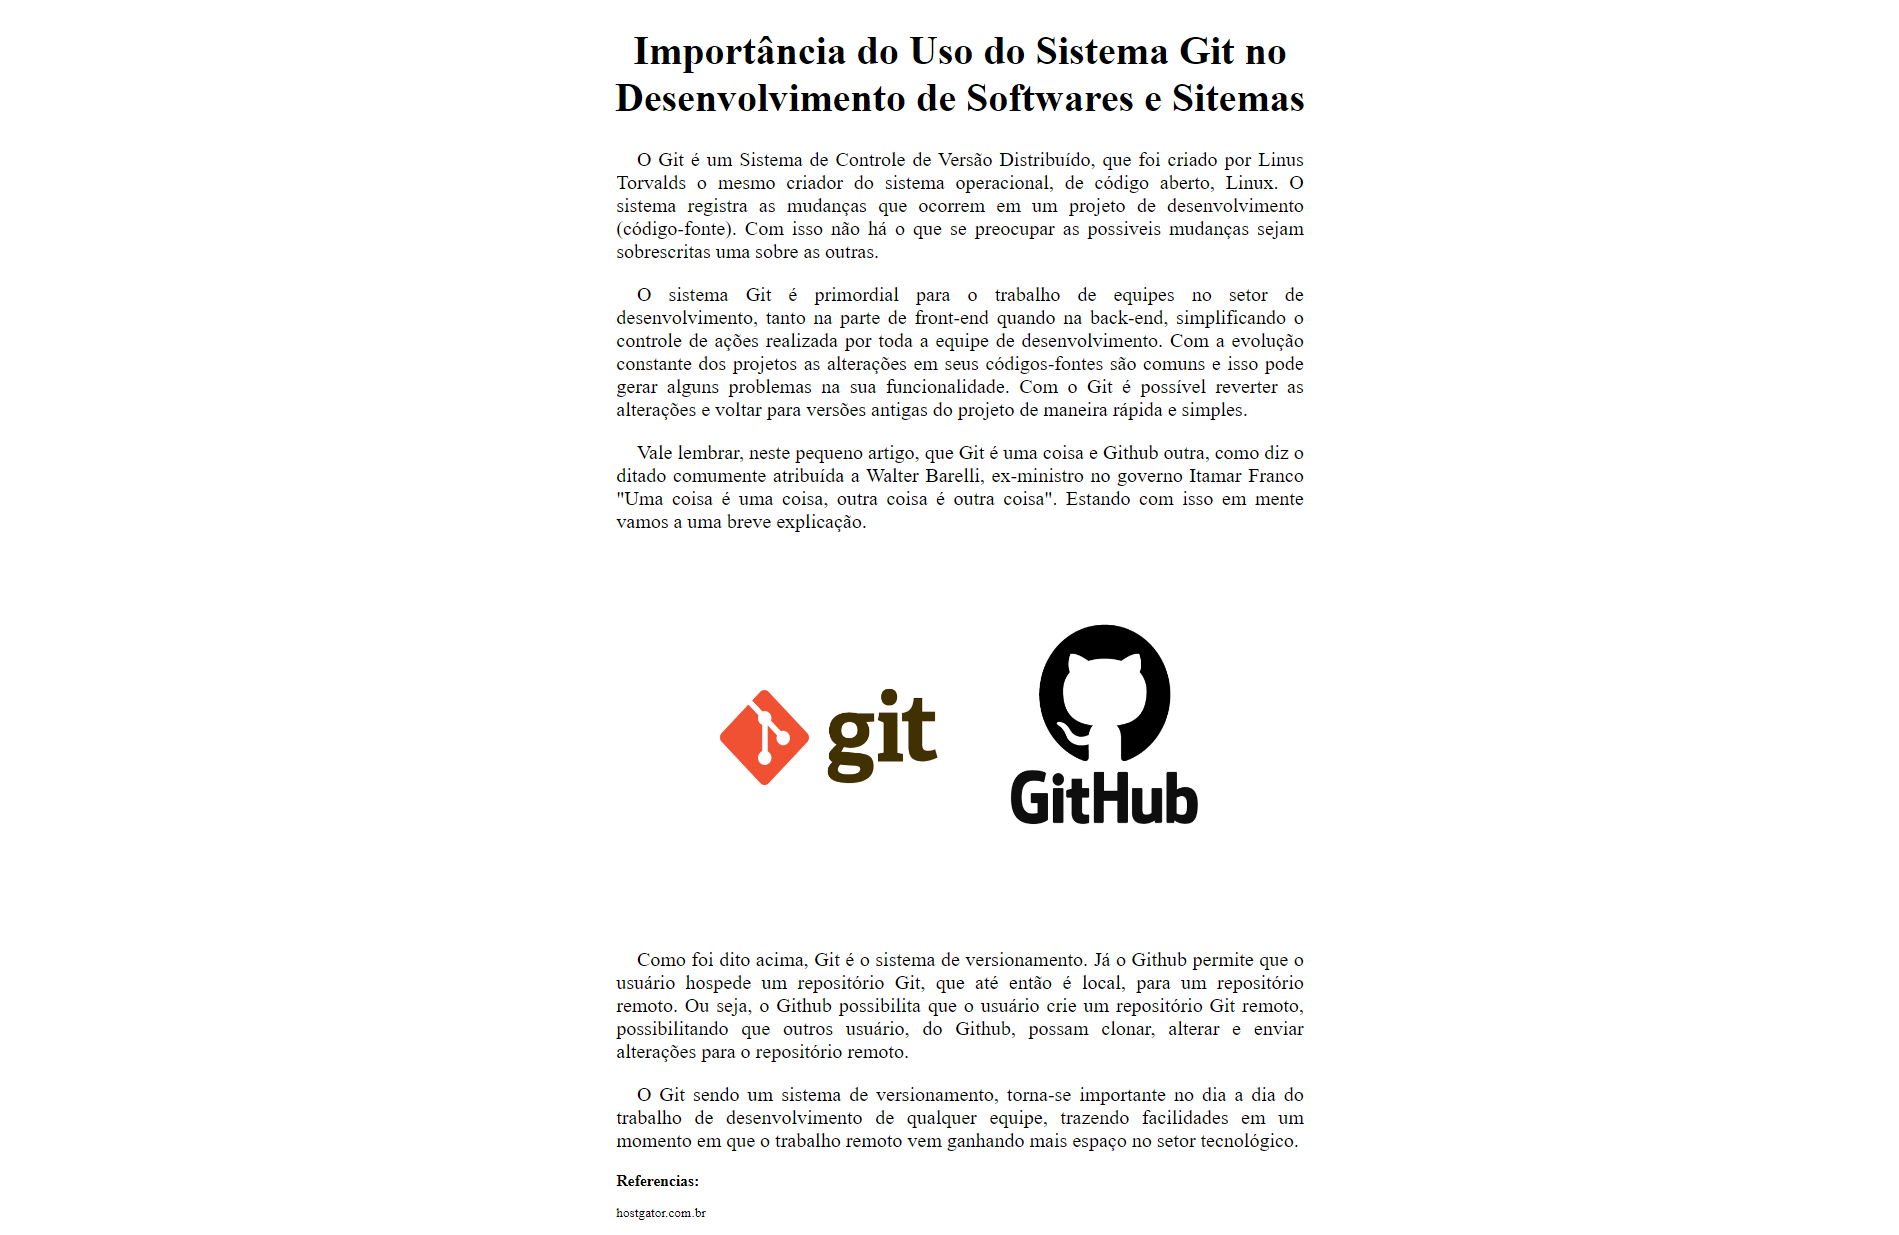 Importância do Uso do Sistema Git no
Desenvolvimento de Softwares e Sitemas
O Git é um Sistema de Controle de Versão Distribuído, que foi criado por Linus
Torvalds o mesmo criador do sistema operacional, de código aberto, Linux. O
sistema registra as mudanças que ocorrem em um projeto de desenvolvimento
(código-fonte). Com isso não há o que se preocupar as possiveis mudanças sejam
sobrescritas uma sobre as outras.
O sistema Git é primordial para o trabalho de equipes no setor de
desenvolvimento, tanto na parte de front-end quando na back-end, simplificando o
controle de ações realizada por toda a equipe de desenvolvimento. Com a evolução
constante dos projetos as alterações em seus códigos-fontes são comuns e isso pode
gerar alguns problemas na sua funcionalidade. Com o Git é possível reverter as
alterações e voltar para versões antigas do projeto de maneira rápida e simples.
Vale lembrar, neste pequeno artigo, que Git é uma coisa e Github outra, como diz o
ditado comumente atribuída a Walter Barelli, ex-ministro no governo Itamar Franco
"Uma coisa é uma coisa, outra coisa é outra coisa". Estando com isso em mente
vamos a uma breve explicação.
git
GitHub
Como foi dito acima, Git é o sistema de versionamento. Já o Github permite que o
usuário hospede um repositório Git, que até então é local, para um repositório
remoto. Ou seja, o Github possibilita que o usuário crie um repositório Git remoto,
possibilitando que outros usuário, do Github, possam clonar, alterar e enviar
alterações para o repositório remoto.
O Git sendo um sistema de versionamento, torna-se importante no dia a dia do
trabalho de desenvolvimento de qualquer equipe, trazendo facilidades em um
momento em que o trabalho remoto vem ganhando mais espaço no setor tecnológico.
Referencias:
hostgator.com.br